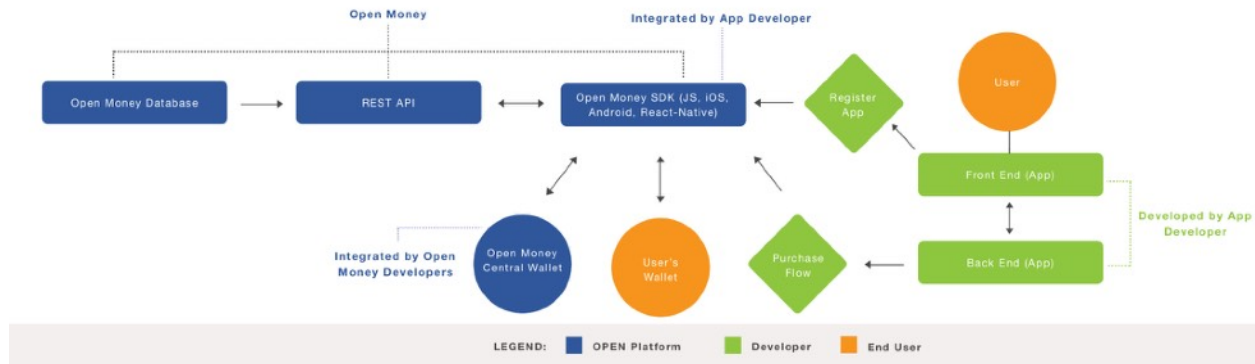 Open Money
Integrated by App Developer
Open Money Database
REST API
Open Money SDK (JS, iOS,
Android, React-Native)
Register
App
User
Front End (App)
Developed by App
Developer
Integrated by Open
Money Developers
Open Money
Central Wallet
User's
Wallet
Purchase
Flow
Back End (App)
LEGEND:
OPEN Platform
Developer
End User